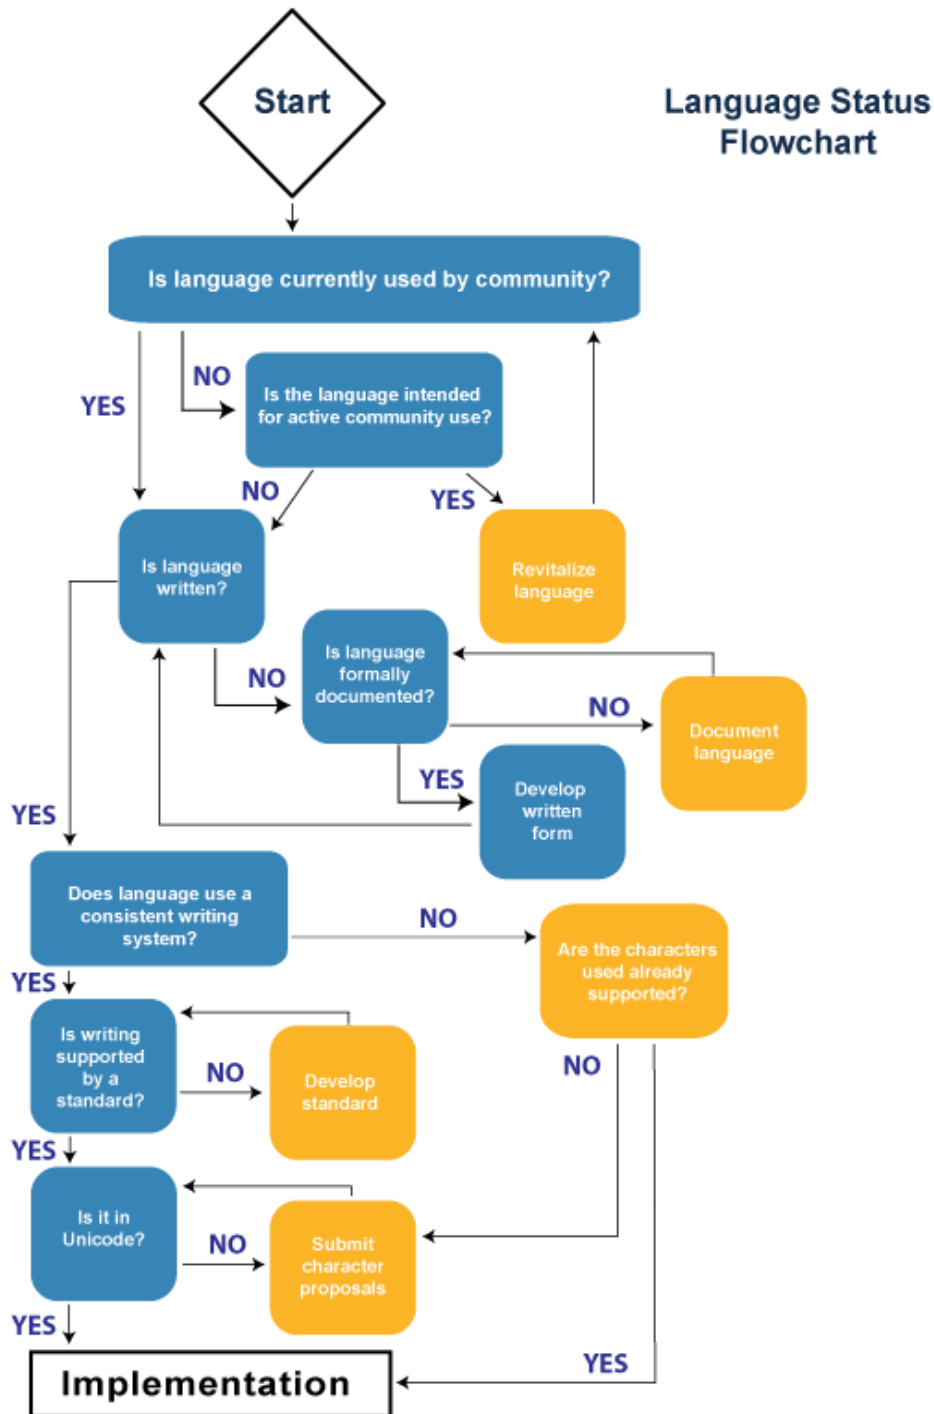 Start
Language Status
Flowchart
Is language currently used by community?
NO
Is the language intended
for active community use?
YES
NO
YES
Is language
written?
Revitalize
language
Is language
formally
documented?
NO
NO
Document
language
YES
Develop
written
form
YES
Does language use a
consistent writing
system?
NO
Are the characters
used already
supported?
YES
Is writing
supported
by a
standard?
NO
Develop
standard
NO
YES
Is it in
Unicode?
NO
Submit
character
proposals
YES
YES
Implementation